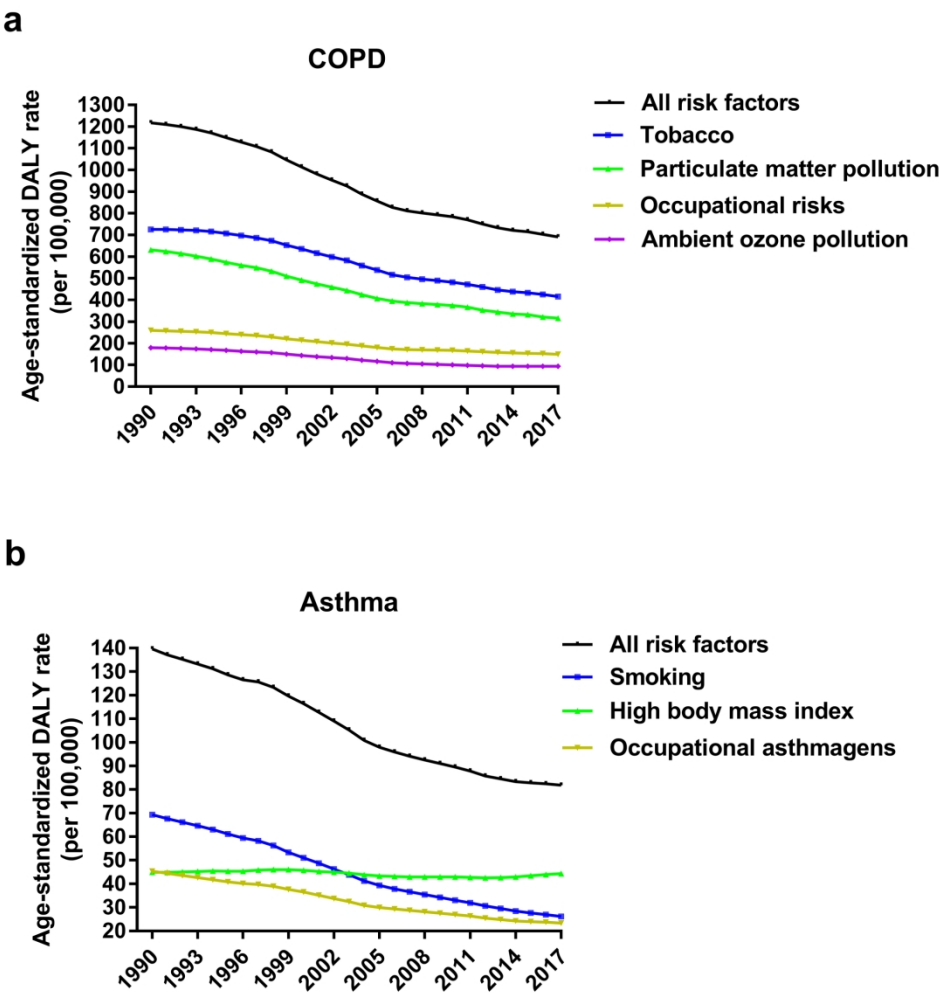 a
COPD
Age-standardized DALY rate
(per 100,000)
1300
1200
1100
1000
900
800
700
600
500
400
300
200
100
0
1990
1993
1996
1999
2002
2005
2008
2011
2014
2017
All risk factors
Tobacco
Particulate matter pollution
Occupational risks
Ambient ozone pollution
b
Asthma
Age-standardized DALY rate
(per 100,000)
140
130
120
110
100
90
80
70
60
50
40
30
20
1990
1993
1996
1999
2002
2005
2008
2011
2014
2017
All risk factors
Smoking
High body mass index
Occupational asthmagens